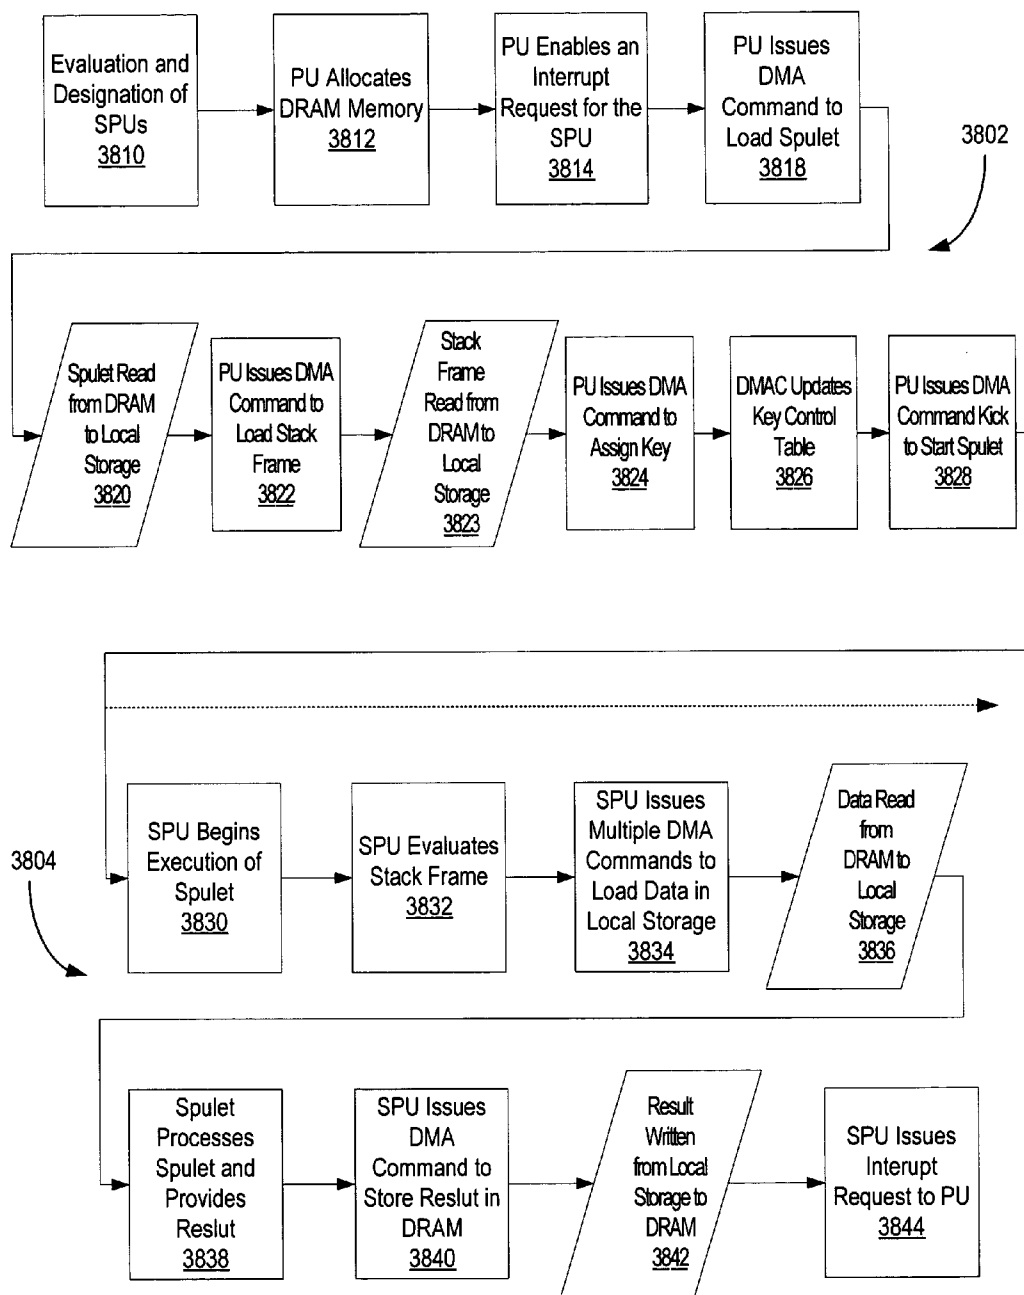 Evaluation and
Designation of
SPUs
3810
PU Allocates
DRAM Memory
3812
PU Enables an
Interrupt
Request for the
SPU
3814
PU Issues
DMA
Command to
Load Spulet
3818
3802
Spulet Read
from DRAM
to Local
Storage
3820
PU Issues DMA
Command to
Load Stack
Frame
3822
Stack
Frame
Read from
DRAM to
Local
Storage
3823
PU Issues DMA
Command to
Assign Key
3824
DMAC Updates
Key Control
Table
3826
PU Issues DMA
Command Kick
to Start Spulet
3828
3804
SPU Begins
Execution of
Spulet
3830
SPU Evaluates
Stack Frame
3832
SPU Issues
Multiple DMA
Commands to
Load Data in
Local Storage
3834
Data Read
from
DRAM to
Local
Storage
3836
Spulet
Processes
Spulet and
Provides
Reslut
3838
SPU Issues
DMA
Command to
Store Reslut in
DRAM
3840
Result
Written
from Local
Storage to
DRAM
3842
SPU Issues
Interupt
Request to PU
3844